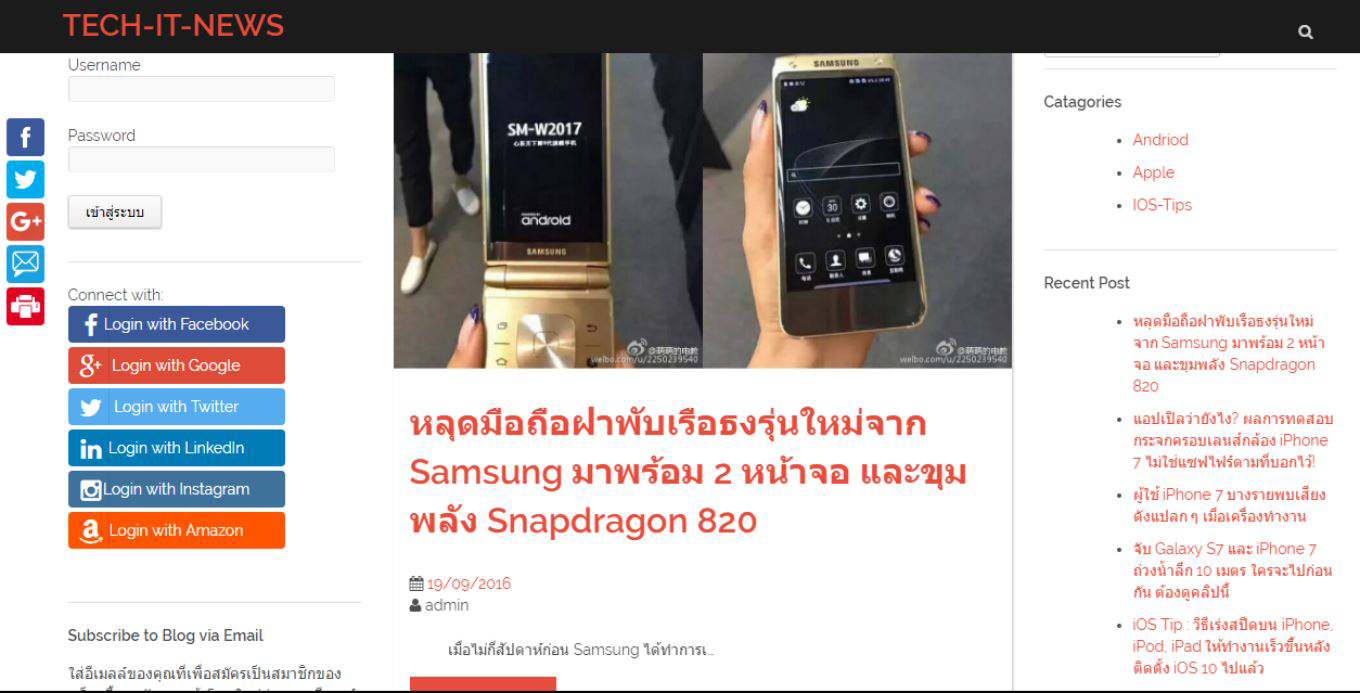 TECH-IT-NEWS
Username
Password
เข้าสู่ระบบ
Connect with:
Login with Facebook
Login with Google
Login with Twitter
Login with LinkedIn
Login with Instagram
Login with Amazon
Subscribe to Blog via Email
ใส่อีเมลล์ของคุณที่เพื่อสมัครเป็นสมาชิกของ
SM-W2017
心系天下第9代旗舰手机
POWERED BY
android
SAMSUNG
weibo.com/u/2250239540
SAMSUNG
weibo.com/u/2250239540
หลุดมือถือฝาพับเรือธงรุ่นใหม่จาก
Samsung มาพร้อม 2 หน้าจอ และขุม
พลัง Snapdragon 820
19/09/2016
admin
เมื่อไม่กี่สัปดาห์ก่อน Samsung ได้ทำการเ...
Catagories
Andriod
Apple
IOS-Tips
Recent Post
หลุดมือถือฝาพับเรือธงรุ่นใหม่
จาก Samsung มาพร้อม 2 หน้า
จอ และขุมพลัง Snapdragon
820
แอปเปิลว่ายังไง? ผลการทดสอบ
กระจกครอบเลนส์กล้อง iPhone
7 ไม่ใช่แซฟไฟร์ตามที่บอกไว้!
ผู้ใช้ iPhone 7 บางรายพบเสียง
ดังแปลก ๆ เมื่อเครื่องทำงาน
จับ Galaxy S7 และ iPhone 7
ถ่วงน้ำลึก 10 เมตร ใครจะไปก่อน
กัน ต้องดูคลิปนี้
iOS Tip : วิธีเร่งสปีดบน iPhone,
iPod, iPad ให้ทำงานเร็วขึ้นหลัง
ติดตั้ง iOS 10 ไปแล้ว